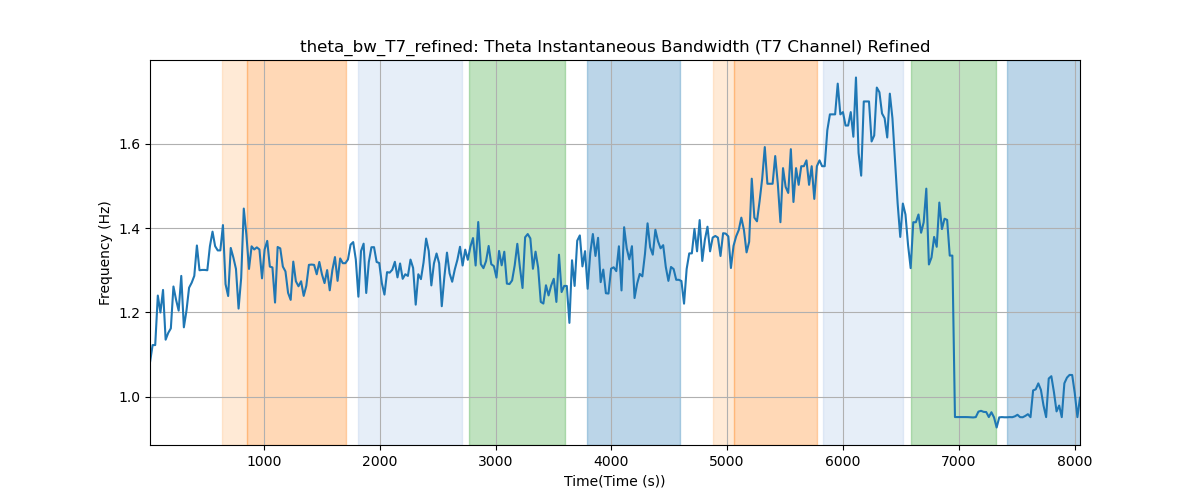 theta_bw_T7_refined: Theta Instantaneous Bandwidth (T7 Channel) Refined
Frequency (Hz)
1.6
1.4
1.2
1.0
1000 2000 3000 4000 5000 6000 7000 8000
Time(Time (s))